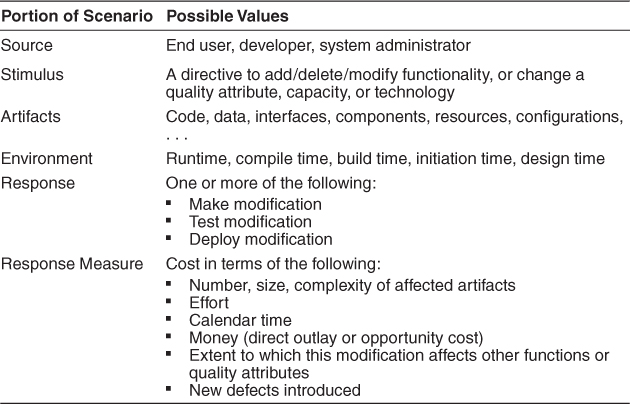 Portion of Scenario Possible Values
Source End user, developer, system administrator
Stimulus A directive to add/delete/modify functionality, or change a
quality attribute, capacity, or technology
Artifacts Code, data, interfaces, components, resources, configurations,
. . .
Environment Runtime, compile time, build time, initiation time, design time
Response One or more of the following:
▪ Make modification
▪ Test modification
▪ Deploy modification
Response Measure Cost in terms of the following:
▪ Number, size, complexity of affected artifacts
▪ Effort
▪ Calendar time
▪ Money (direct outlay or opportunity cost)
▪ Extent to which this modification affects other functions or
quality attributes
▪ New defects introduced